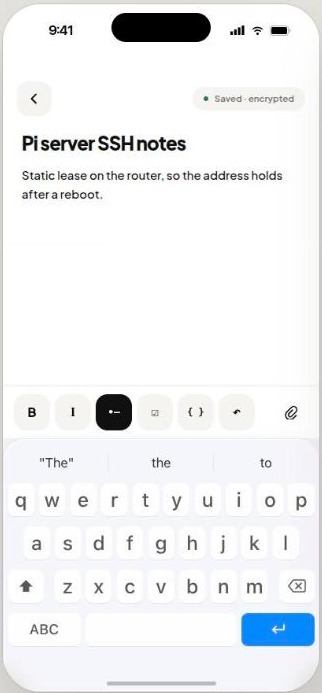 9:41
Saved · encrypted
Pi server SSH notes
Static lease on the router, so the address holds
after a reboot.
B I •– ☑ { } ↶
"The" the to
q w e r t y u i o p
a s d f g h j k l
z x c v b n m
ABC